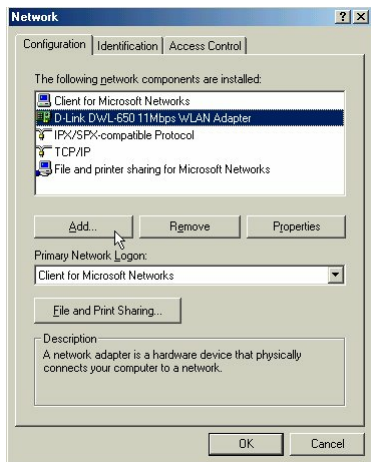 Network
Configuration Identification Access Control
The following network components are installed:
Client for Microsoft Networks
D-Link DWL-650 11Mbps WLAN Adapter
IPX/SPX-compatible Protocol
TCP/IP
File and printer sharing for Microsoft Networks
Add... Remove Properties
Primary Network Logon:
Client for Microsoft Networks
File and Print Sharing...
Description
A network adapter is a hardware device that physically
connects your computer to a network.
OK Cancel